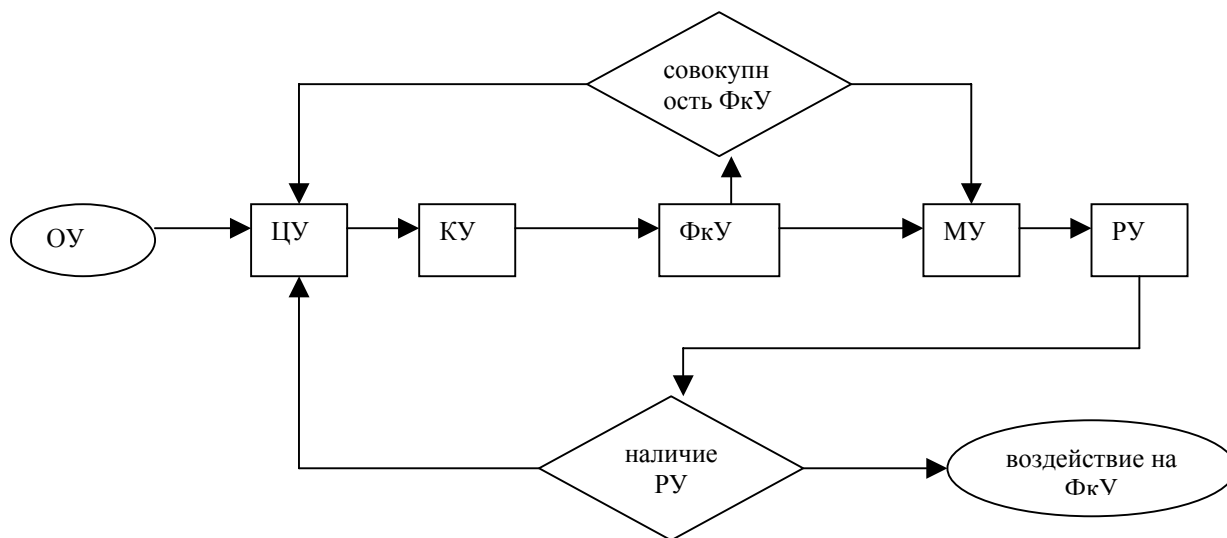 совокупн
ость ФкУ
ОУ
ЦУ
КУ
ФкУ
МУ
РУ
наличие
РУ
воздействие на
ФкУ